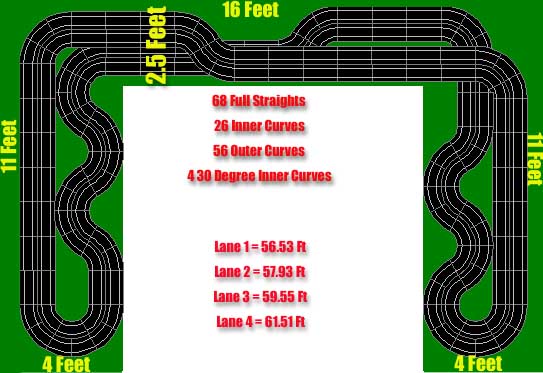 16 Feet
2.5 Feet
68 Full Straights
26 Inner Curves
11 Feet
11 Feet
56 Outer Curves
4 30 Degree Inner Curves
Lane 1 = 56.53 Ft
Lane 2 = 57.93 Ft
Lane 3 = 59.55 Ft
Lane 4 = 61.51 Ft
4 Feet
4 Feet